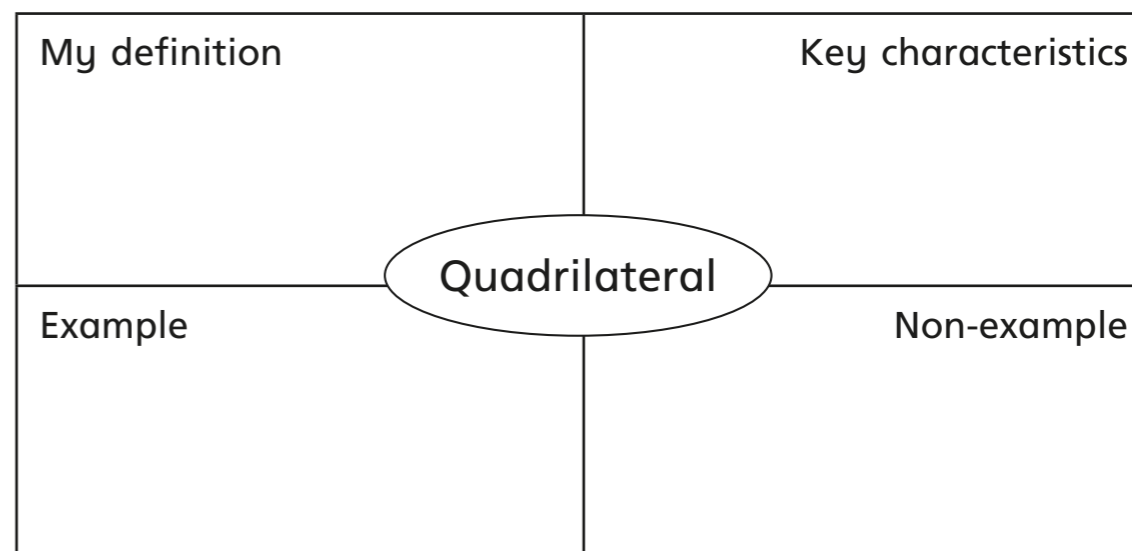 My definition
Key characteristics
Quadrilateral
Example
Non-example